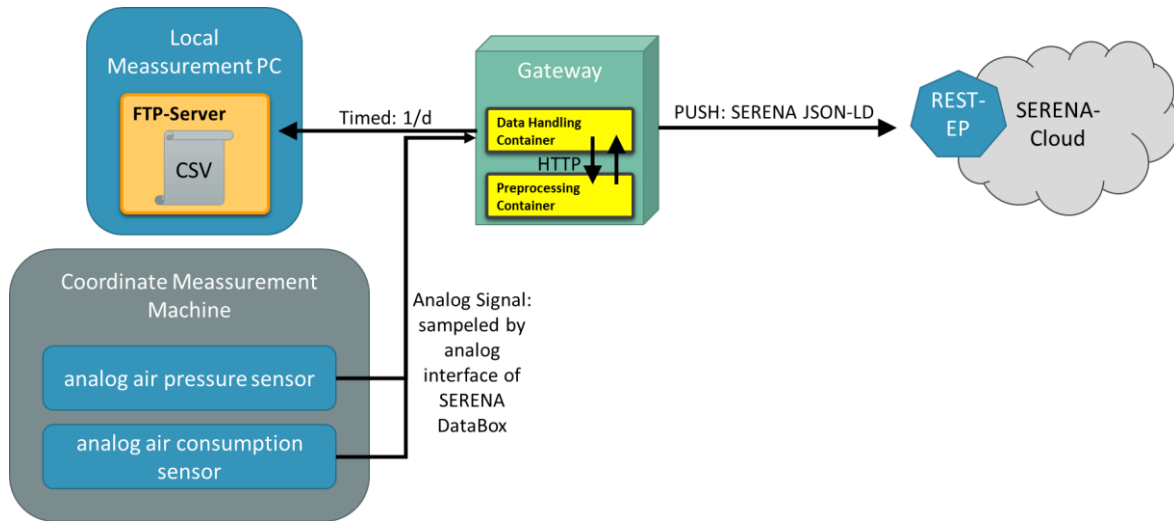 Local
Meassurement PC
FTP-Server
CSV
Timed: 1/d
Gateway
Data Handling
Container
HTTP
Preprocessing
Container
PUSH: SERENA JSON-LD
REST-
EP
SERENA-
Cloud
Coordinate Meassurement
Machine
analog air pressure sensor
analog air consumption
sensor
Analog Signal:
sampeled by
analog
interface of
SERENA
DataBox